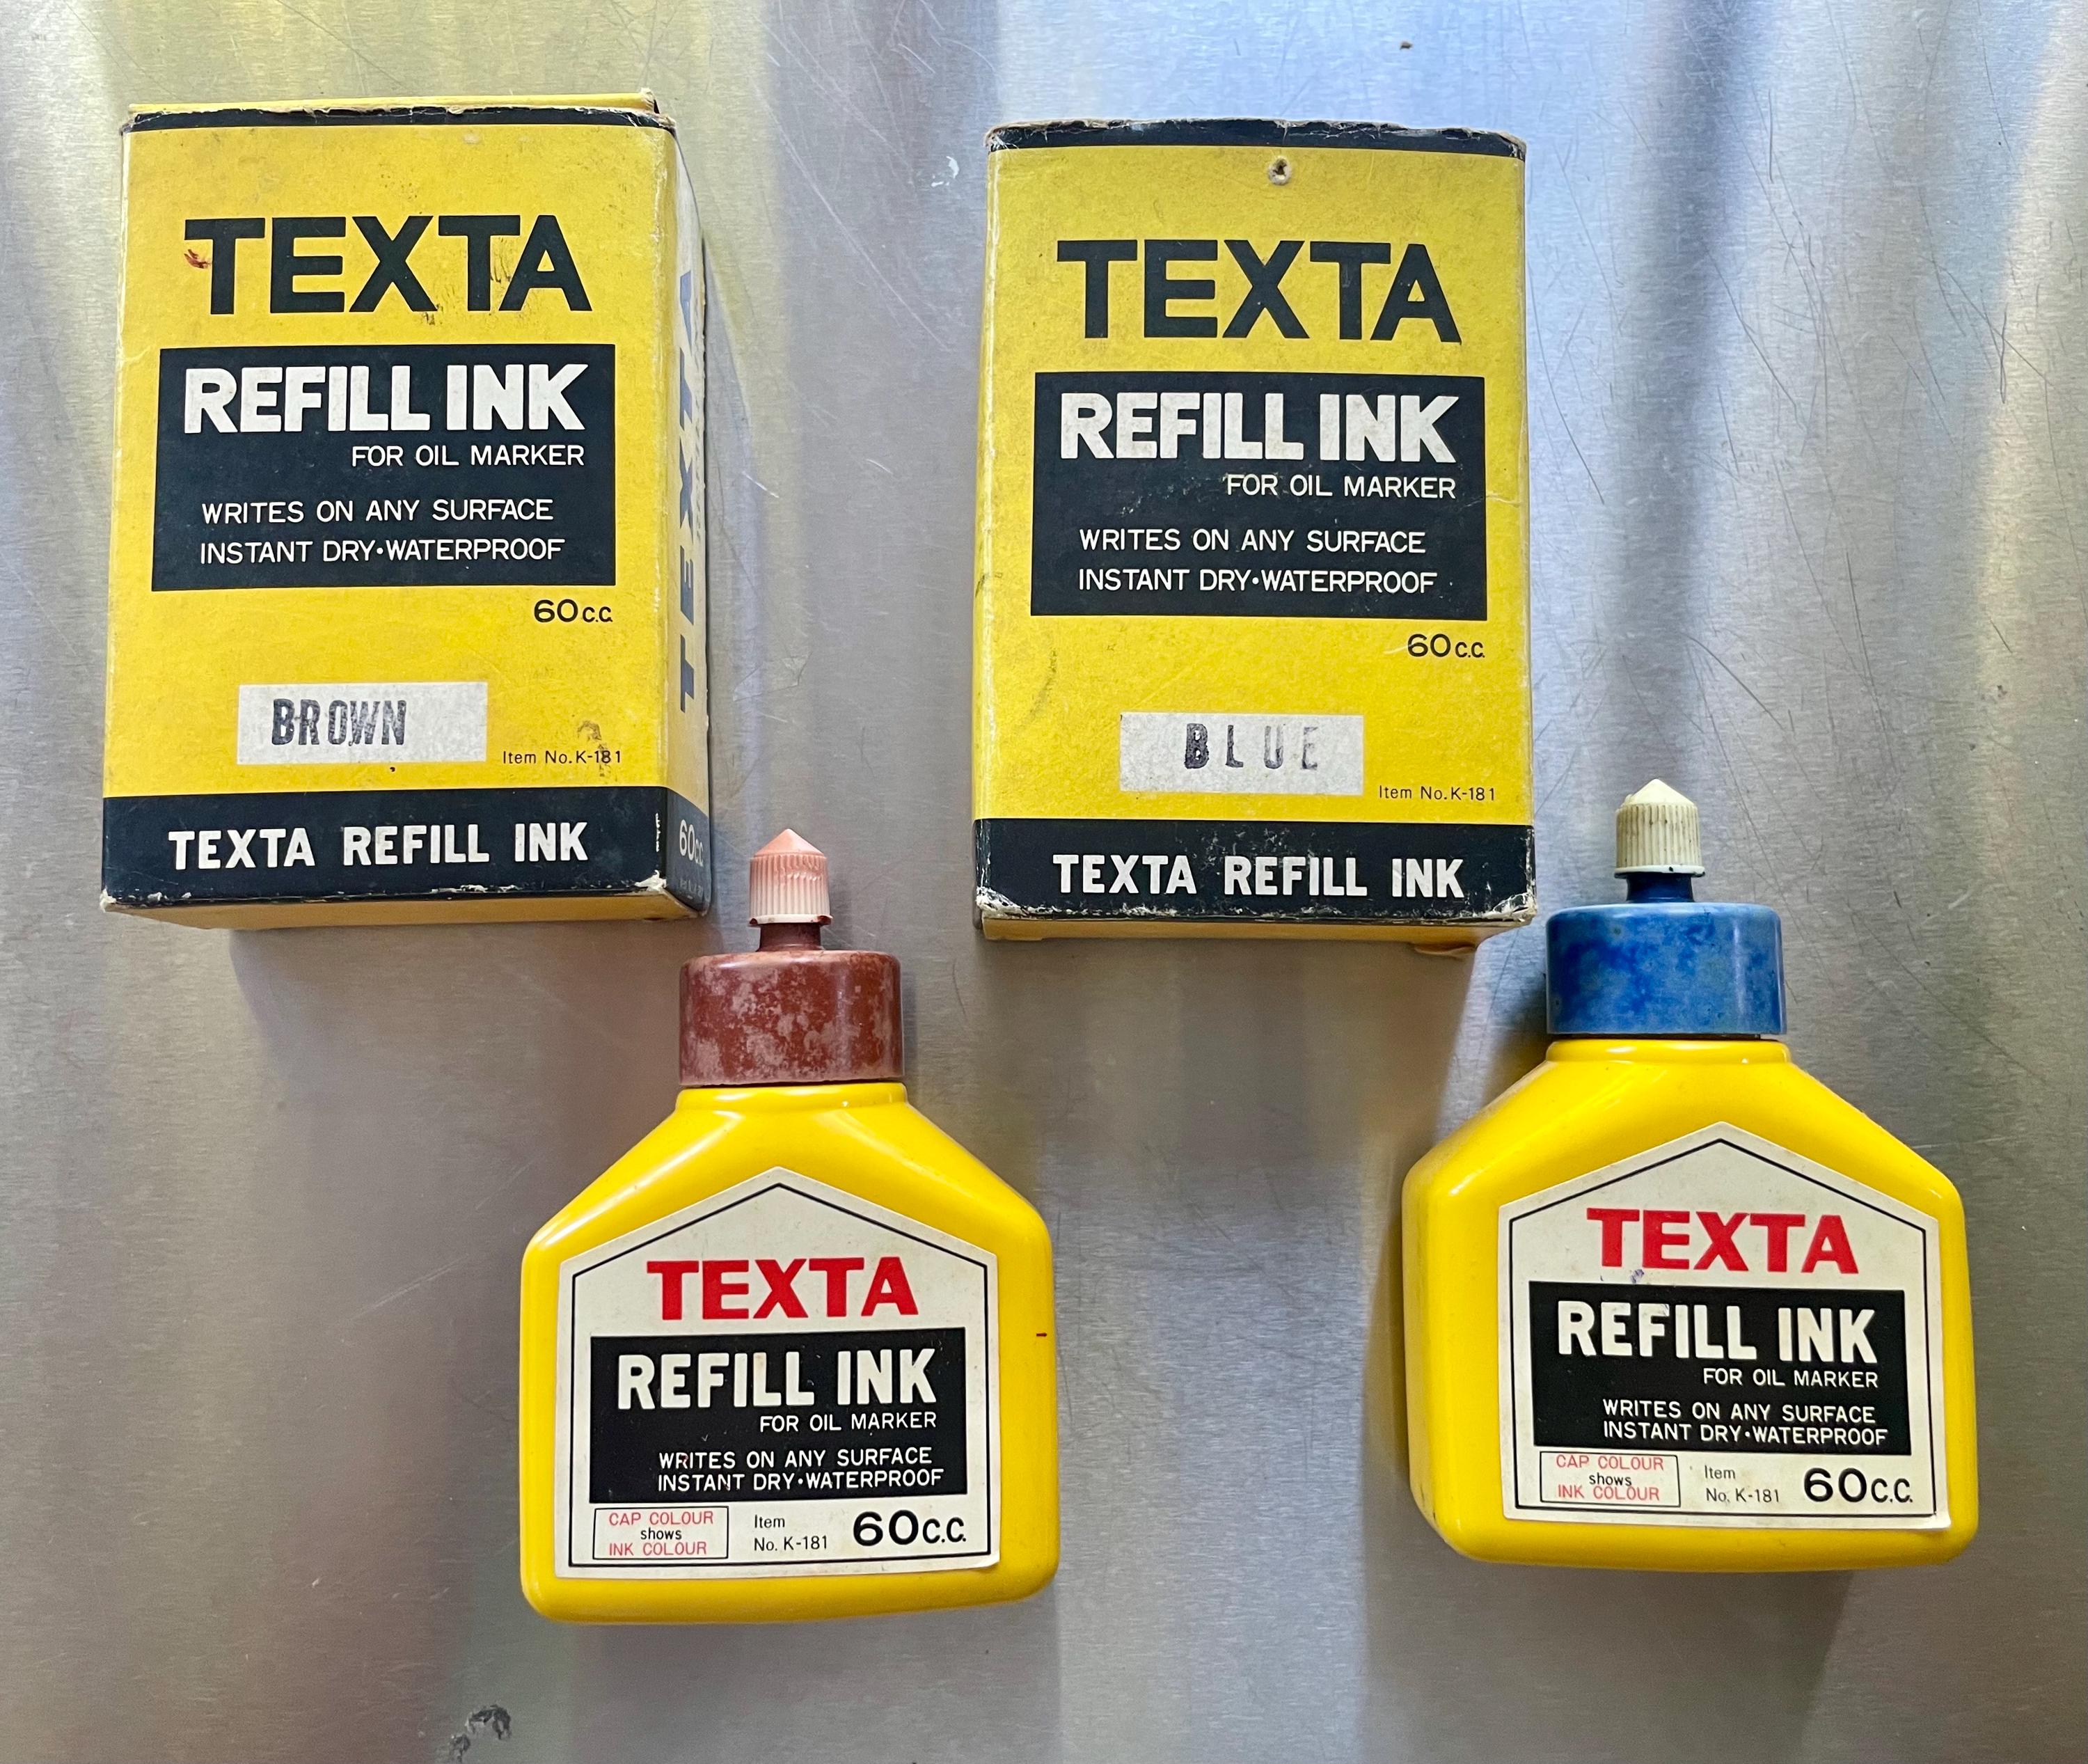 TEXTA
REFILL INK
FOR OIL MARKER
WRITES ON ANY SURFACE
INSTANT DRY•WATERPROOF
60 c.c.
BROWN
Item No. K-181
TEXTA REFILL INK
TEXTA
60cc
TEXTA
REFILL INK
FOR OIL MARKER
WRITES ON ANY SURFACE
INSTANT DRY•WATERPROOF
60 c.c.
BLUE
Item No. K-181
TEXTA REFILL INK
TEXTA
REFILL INK
FOR OIL MARKER
WRITES ON ANY SURFACE
INSTANT DRY•WATERPROOF
CAP COLOUR
shows
INK COLOUR
Item
No. K-181
60C.C.
TEXTA
REFILL INK
FOR OIL MARKER
WRITES ON ANY SURFACE
INSTANT DRY•WATERPROOF
CAP COLOUR
shows
INK COLOUR
Item
No. K-181
60C.C.